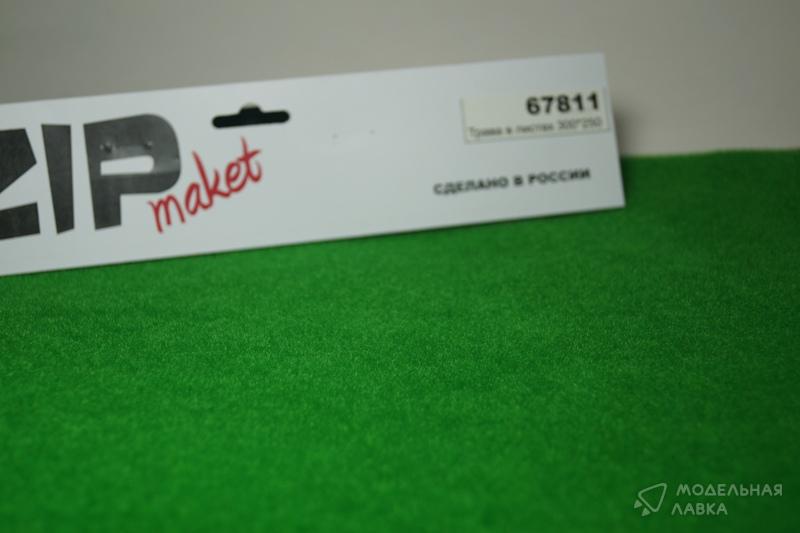 ZIP
maket
67811
Трава в листах 300*250
СДЕЛАНО В РОССИИ
МОДЕЛЬНАЯ
ЛАВКА